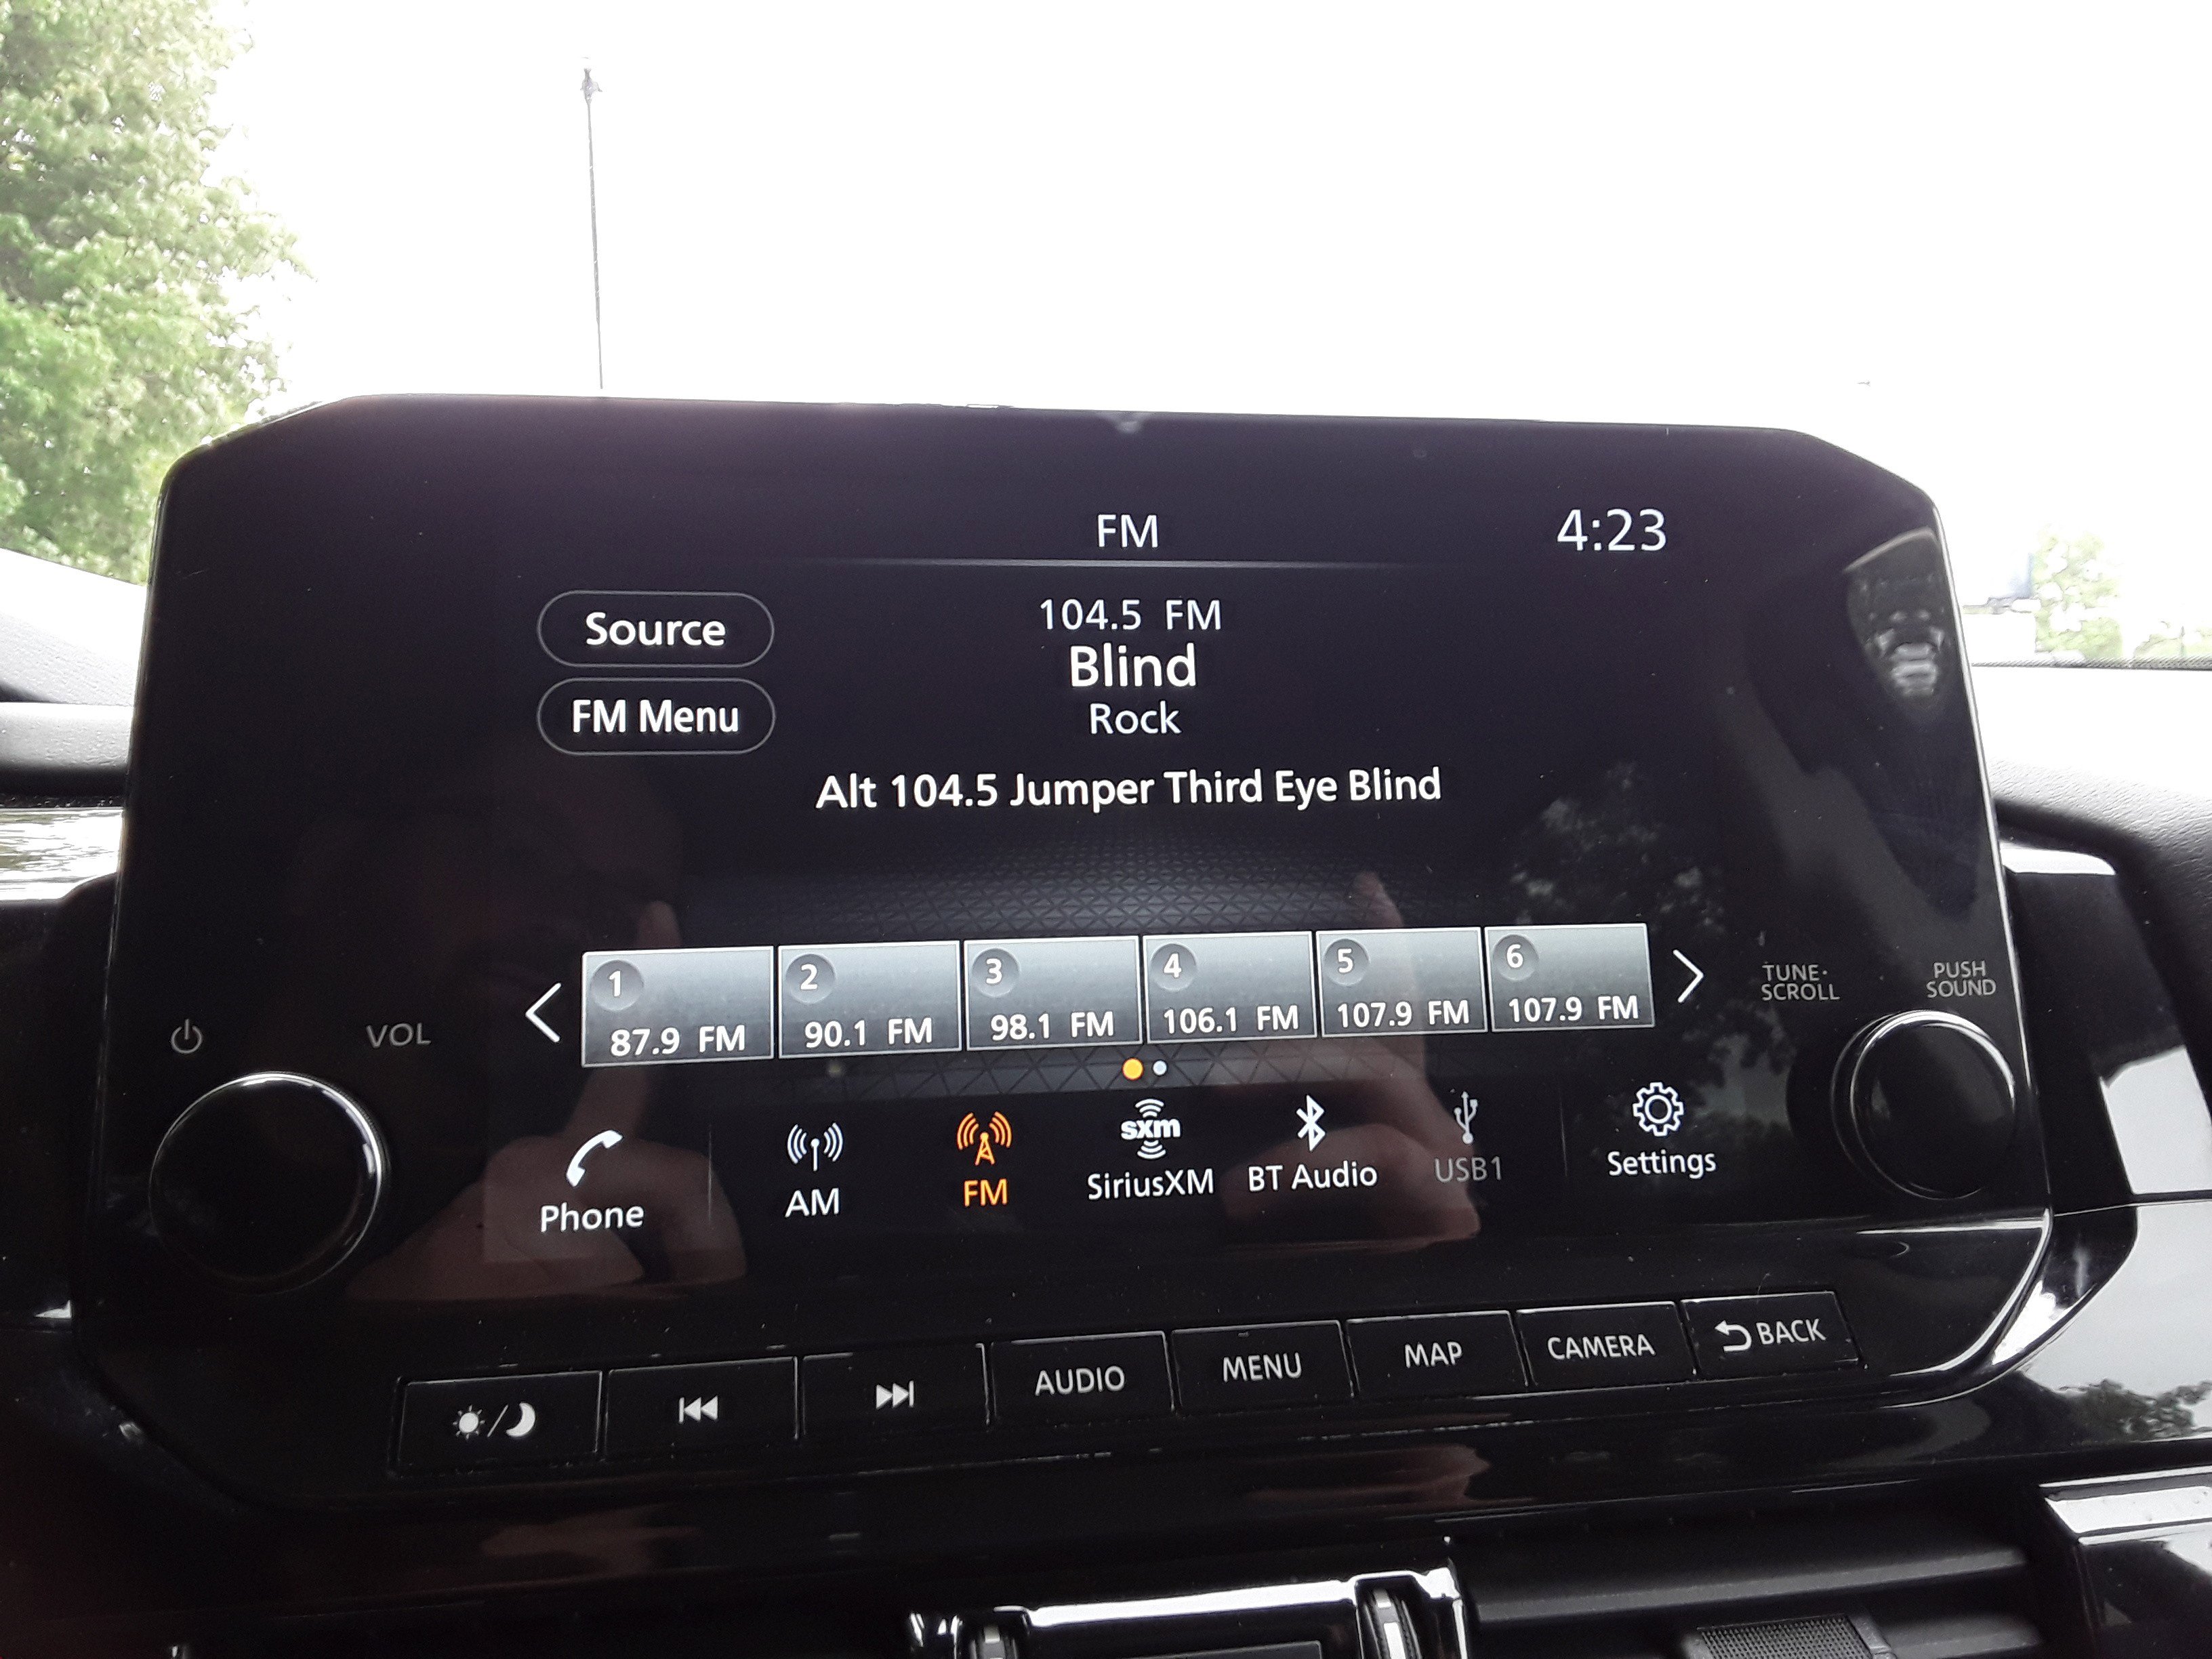 FM
4:23
Source
104.5 FM
Blind
FM Menu
Rock
Alt 104.5 Jumper Third Eye Blind
1
2
3
4
5
6
87.9 FM
90.1 FM
98.1 FM
106.1 FM
107.9 FM
107.9 FM
VOL
TUNE·
SCROLL
PUSH
SOUND
Phone
AM
FM
sxm
SiriusXM
BT Audio
USB1
Settings
AUDIO
MENU
MAP
CAMERA
BACK